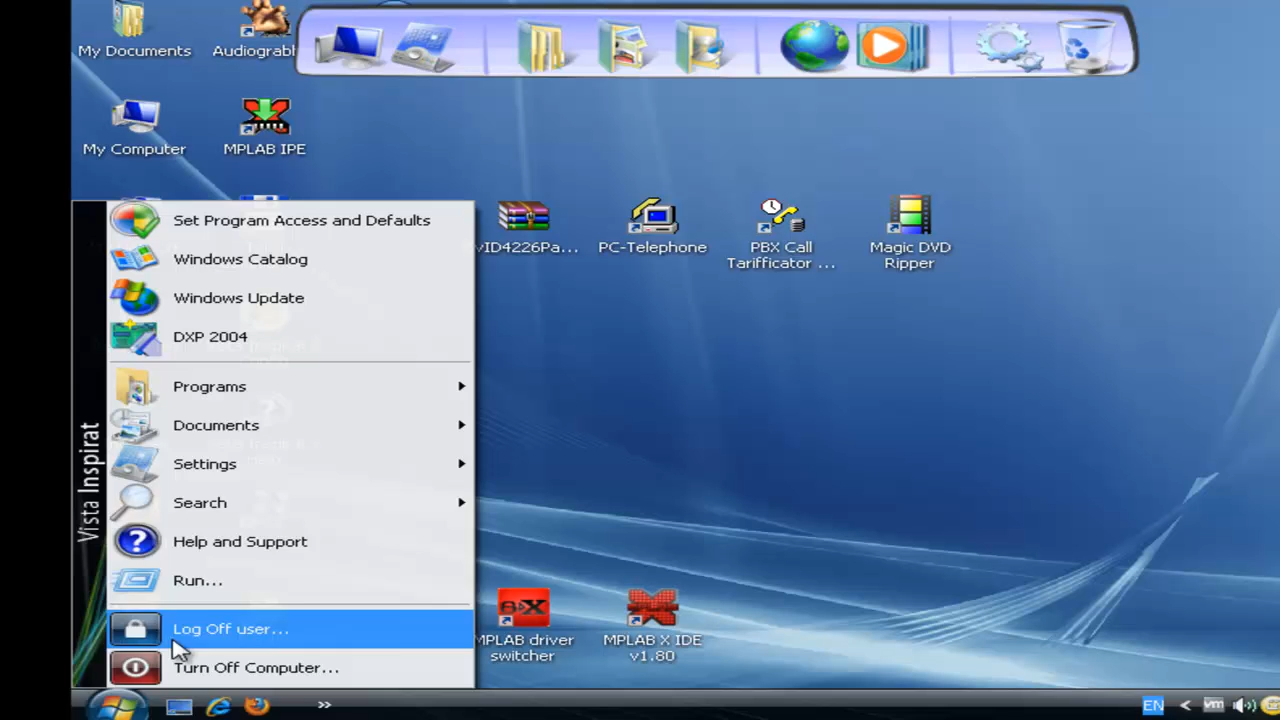 My Documents
Audiograbb
My Computer
MPLAB IPE
VID4226Pa...
PC-Telephone
PBX Call
Tarifficator ...
Magic DVD
Ripper
Set Program Access and Defaults
Windows Catalog
Windows Update
DXP 2004
Programs
Documents
Settings
Search
Help and Support
Run...
Log Off user...
Turn Off Computer...
Vista Inspirat
MPLAB driver
switcher
MPLAB X IDE
v1.80
EN